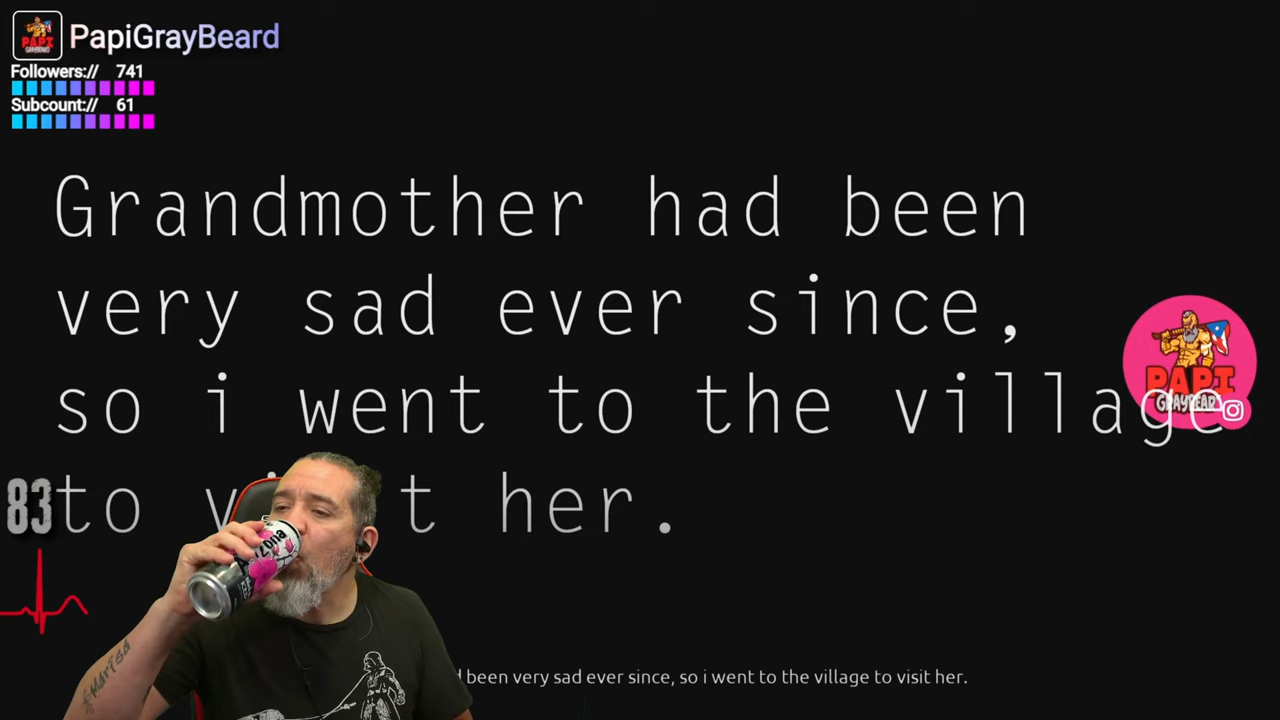 PapiGrayBeard
Followers:// 741
Subcount:// 61
Grandmother had been
very sad ever since,
so i went to the village
to t her.
PAPI
GRAYBEARD
83
been very sad ever since, so i went to the village to visit her.